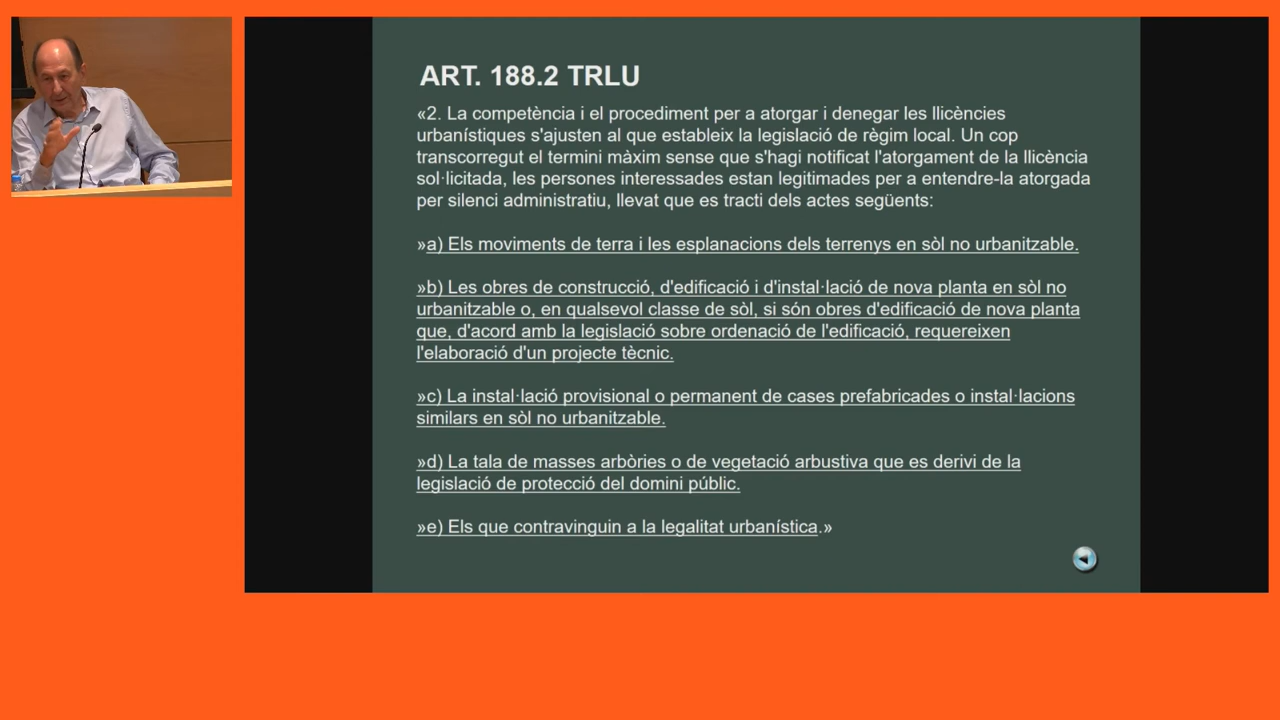 ART. 188.2 TRLU
«2. La competència i el procediment per a atorgar i denegar les llicències
urbanístiques s'ajusten al que estableix la legislació de règim local. Un cop
transcorregut el termini màxim sense que s'hagi notificat l'atorgament de la llicència
sol·licitada, les persones interessades estan legitimades per a entendre-la atorgada
per silenci administratiu, llevat que es tracti dels actes següents:
»a) Els moviments de terra i les esplanacions dels terrenys en sòl no urbanitzable.
»b) Les obres de construcció, d'edificació i d'instal·lació de nova planta en sòl no
urbanitzable o, en qualsevol classe de sòl, si són obres d'edificació de nova planta
que, d'acord amb la legislació sobre ordenació de l'edificació, requereixen
l'elaboració d'un projecte tècnic.
»c) La instal·lació provisional o permanent de cases prefabricades o instal·lacions
similars en sòl no urbanitzable.
»d) La tala de masses arbòries o de vegetació arbustiva que es derivi de la
legislació de protecció del domini públic.
»e) Els que contravinguin a la legalitat urbanística.»